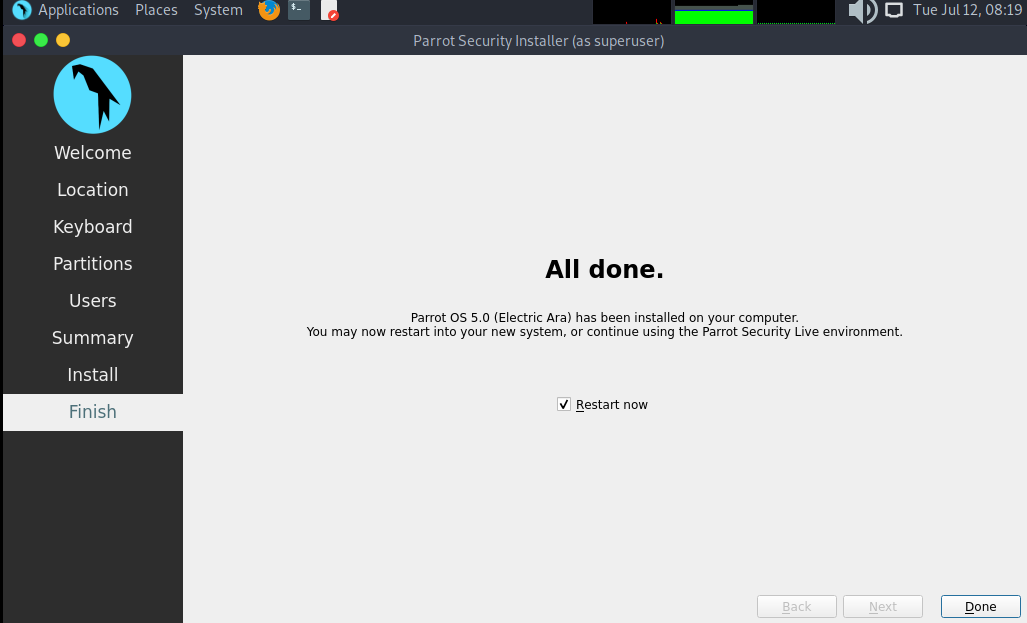 Applications Places System $_ Tue Jul 12, 08:19
Parrot Security Installer (as superuser)
Welcome
Location
Keyboard
Partitions
Users
Summary
Install
Finish
All done.
Parrot OS 5.0 (Electric Ara) has been installed on your computer.
You may now restart into your new system, or continue using the Parrot Security Live environment.
Restart now
Back Next Done